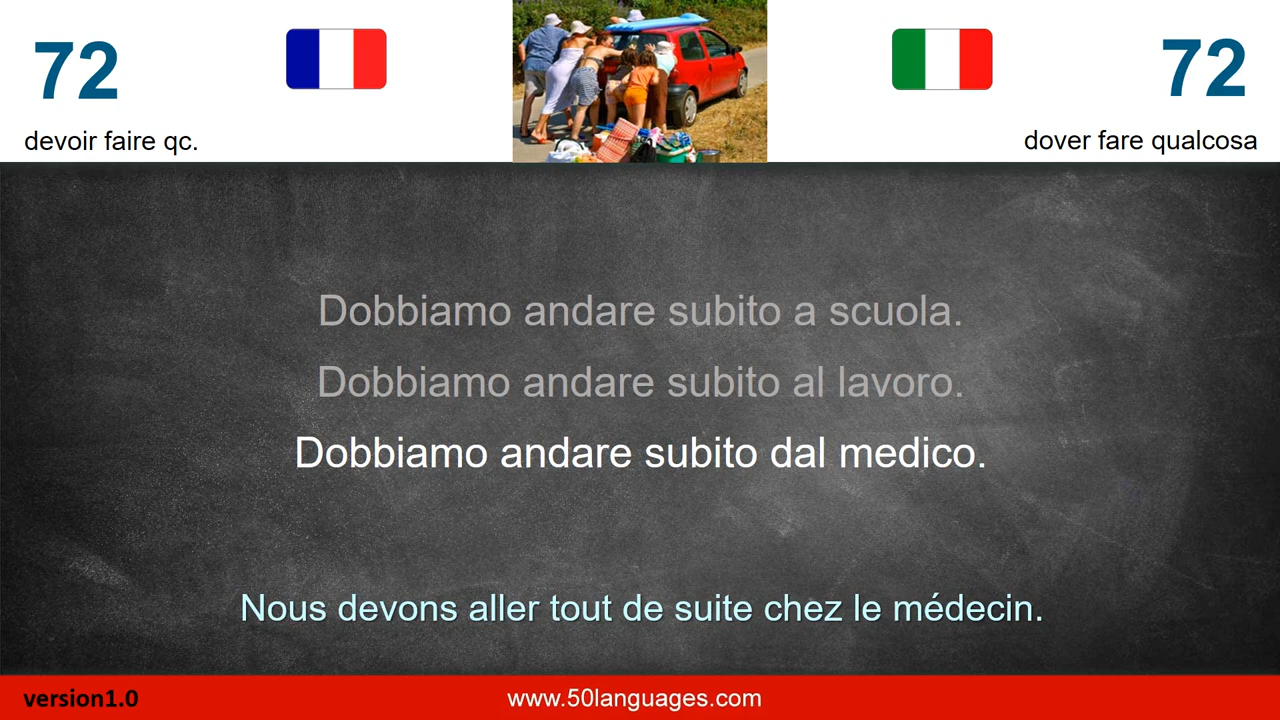 72
72
devoir faire qc.
dover fare qualcosa
Dobbiamo andare subito a scuola.
Dobbiamo andare subito al lavoro.
Dobbiamo andare subito dal medico.
Nous devons aller tout de suite chez le médecin.
version1.0
www.50languages.com